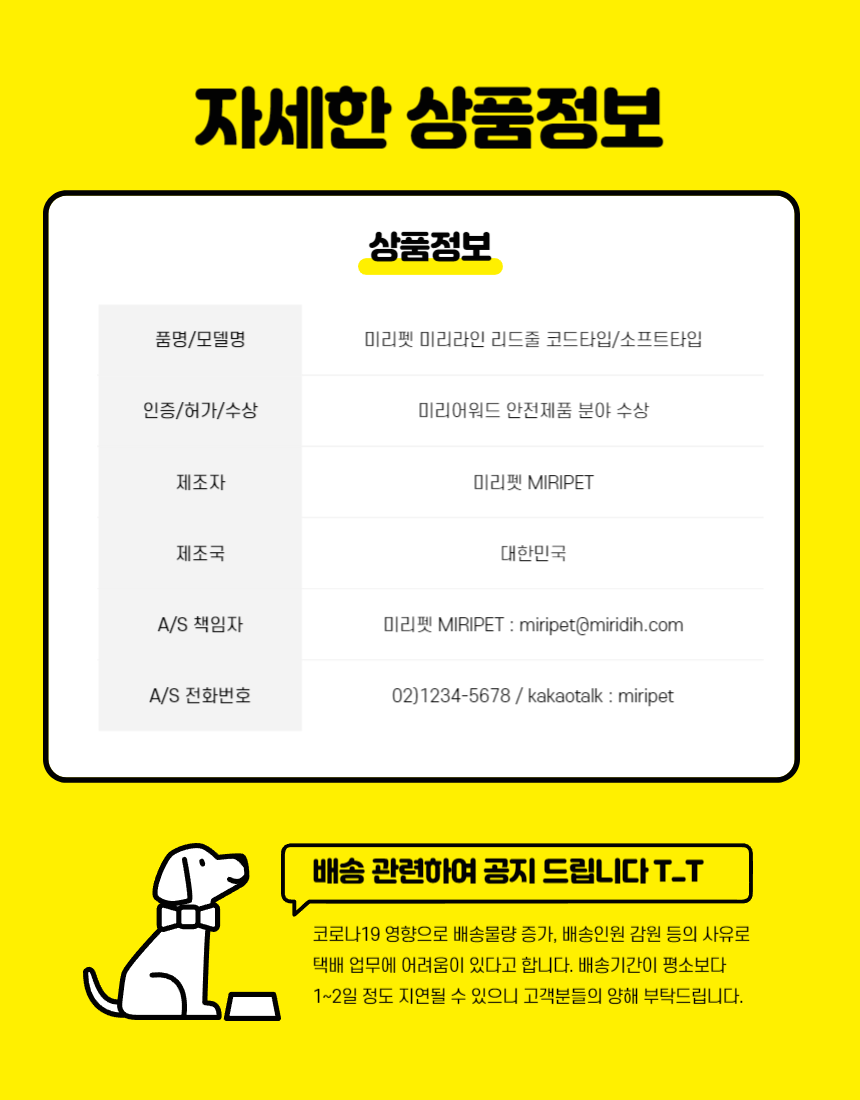 자세한 상품정보
상품정보
품명/모델명 미리펫 미리라인 리드줄 코드타입/소프트타입
인증/허가/수상 미리어워드 안전제품 분야 수상
제조자 미리펫 MIRIPET
제조국 대한민국
A/S 책임자 미리펫 MIRIPET : miripet@miridih.com
A/S 전화번호 02)1234-5678 / kakaotalk : miripet
배송 관련하여 공지 드립니다 T_T
코로나19 영향으로 배송물량 증가, 배송인원 감원 등의 사유로
택배 업무에 어려움이 있다고 합니다. 배송기간이 평소보다
1~2일 정도 지연될 수 있으니 고객분들의 양해 부탁드립니다.